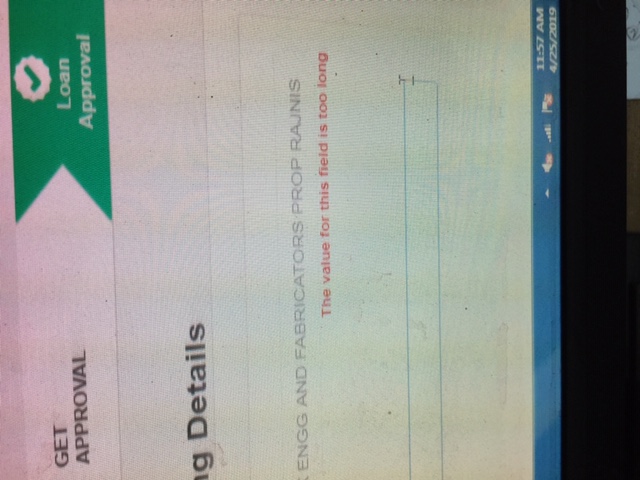 GET
APPROVAL
Loan
Approval
ng Details
ENGG AND FABRICATORS PROP RAJNIS
The value for this field is too long
11:57 AM
4/25/2019